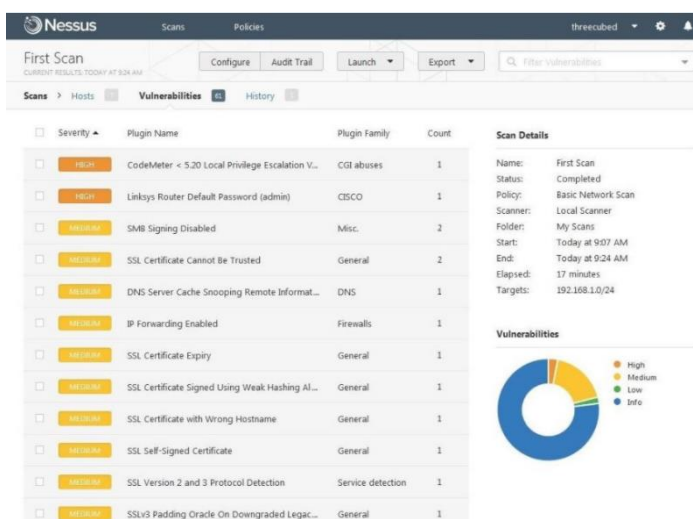 Nessus
Scans
Policies
threecubed
First Scan
CURRENT RESULTS: TODAY AT 9:24 AM
Configure
Audit Trail
Launch
Export
Filter Vulnerabilities
Scans > Hosts
Vulnerabilities
History
Severity
Plugin Name
Plugin Family
Count
HIGH
CodeMeter < 5.20 Local Privilege Escalation V...
CGI abuses
1
HIGH
Linksys Router Default Password (admin)
CISCO
1
MEDIUM
SMB Signing Disabled
Misc.
2
MEDIUM
SSL Certificate Cannot Be Trusted
General
2
MEDIUM
DNS Server Cache Snooping Remote Informat...
DNS
1
MEDIUM
IP Forwarding Enabled
Firewalls
1
MEDIUM
SSL Certificate Expiry
General
1
MEDIUM
SSL Certificate Signed Using Weak Hashing Al...
General
1
MEDIUM
SSL Certificate with Wrong Hostname
General
1
MEDIUM
SSL Self-Signed Certificate
General
1
MEDIUM
SSL Version 2 and 3 Protocol Detection
Service detection
1
MEDIUM
SSLv3 Padding Oracle On Downgraded Legac...
General
1
Scan Details
Name: First Scan
Status: Completed
Policy: Basic Network Scan
Scanner: Local Scanner
Folder: My Scans
Start: Today at 9:07 AM
End: Today at 9:24 AM
Elapsed: 17 minutes
Targets: 192.168.1.0/24
Vulnerabilities
High
Medium
Low
Info